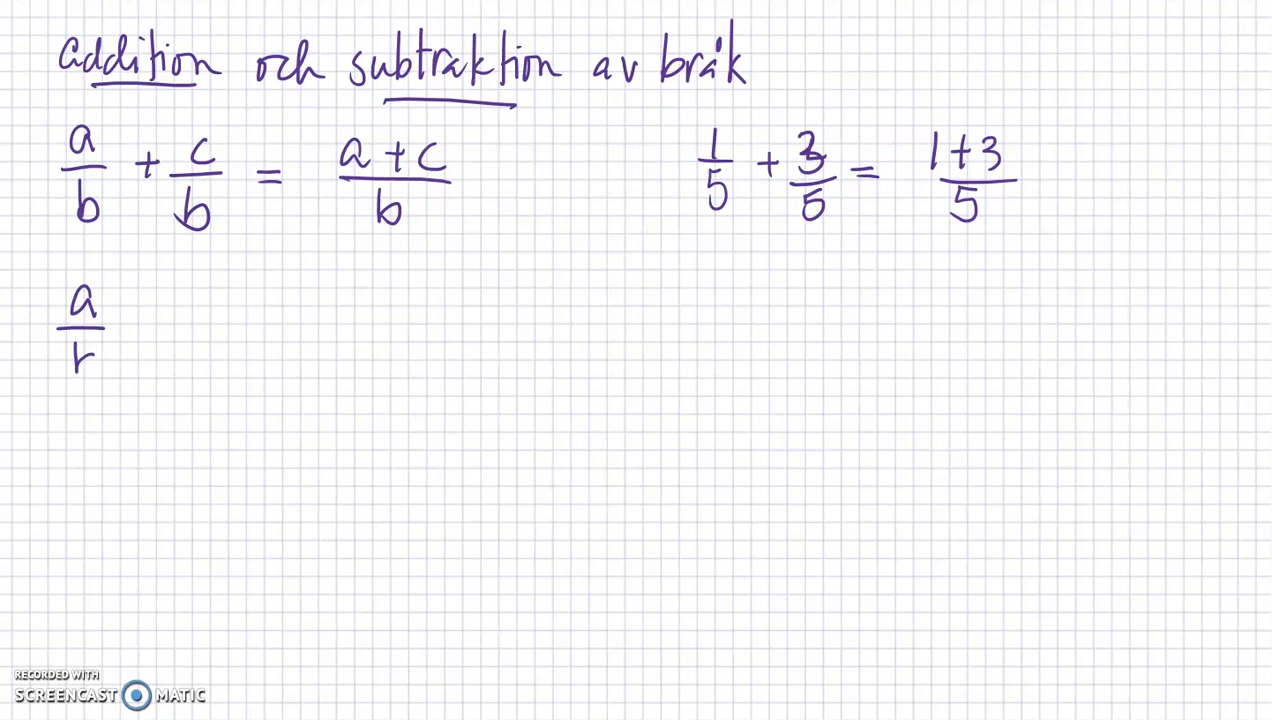 addition och subtraktion av bråk
a/b + c/b = (a + c)/b    1/5 + 3/5 = (1 + 3)/5
a/r
RECORDED WITH
SCREENCAST MATIC